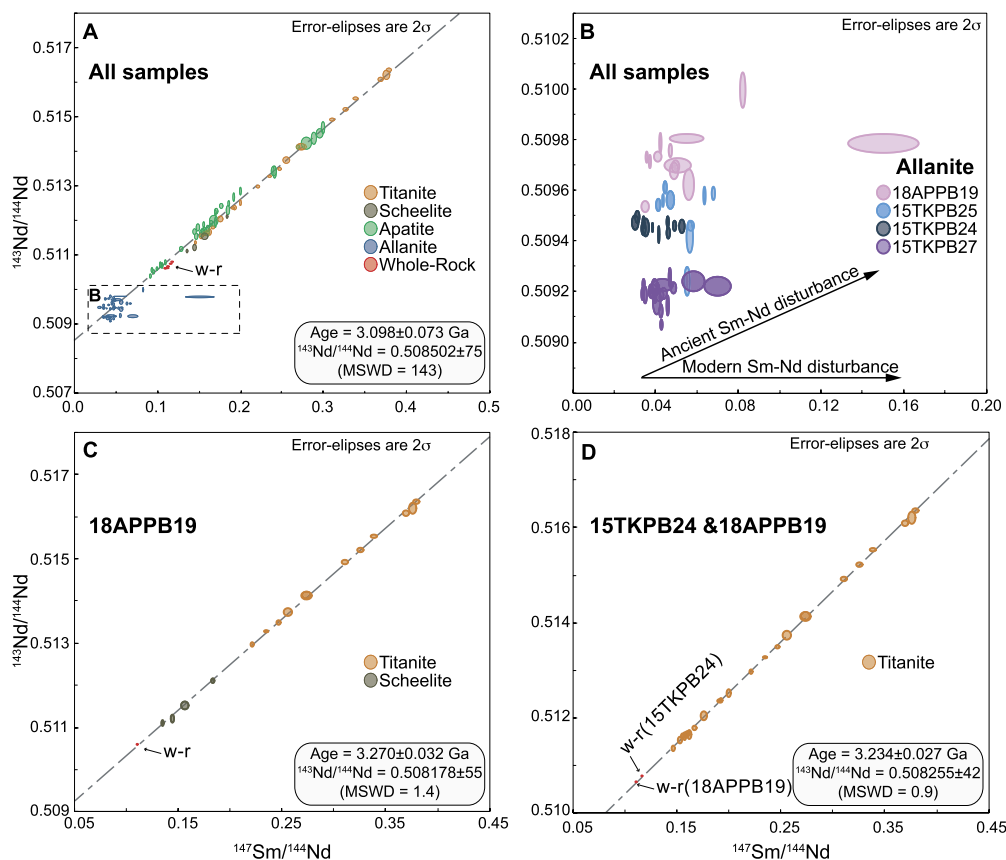 A
Error-elipses are 2σ
All samples
0.517
0.515
0.513
0.511
0.509
0.507
¹⁴³Nd/¹⁴⁴Nd
Titanite
Scheelite
Apatite
Allanite
Whole-Rock
w-r
B
Age = 3.098±0.073 Ga
¹⁴³Nd/¹⁴⁴Nd = 0.508502±75
(MSWD = 143)
0.0
0.1
0.2
0.3
0.4
0.5
B
Error-elipses are 2σ
All samples
0.5102
0.5100
0.5098
0.5096
0.5094
0.5092
0.5090
Allanite
18APPB19
15TKPB25
15TKPB24
15TKPB27
Ancient Sm-Nd disturbance
Modern Sm-Nd disturbance
0.00
0.04
0.08
0.12
0.16
0.20
C
Error-elipses are 2σ
18APPB19
0.517
0.515
0.513
0.511
0.509
¹⁴³Nd/¹⁴⁴Nd
Titanite
Scheelite
w-r
Age = 3.270±0.032 Ga
¹⁴³Nd/¹⁴⁴Nd = 0.508178±55
(MSWD = 1.4)
0.05
0.15
0.25
0.35
0.45
¹⁴⁷Sm/¹⁴⁴Nd
D
Error-elipses are 2σ
15TKPB24 &18APPB19
0.518
0.516
0.514
0.512
0.510
Titanite
w-r(15TKPB24)
w-r(18APPB19)
Age = 3.234±0.027 Ga
¹⁴³Nd/¹⁴⁴Nd = 0.508255±42
(MSWD = 0.9)
0.05
0.15
0.25
0.35
0.45
¹⁴⁷Sm/¹⁴⁴Nd